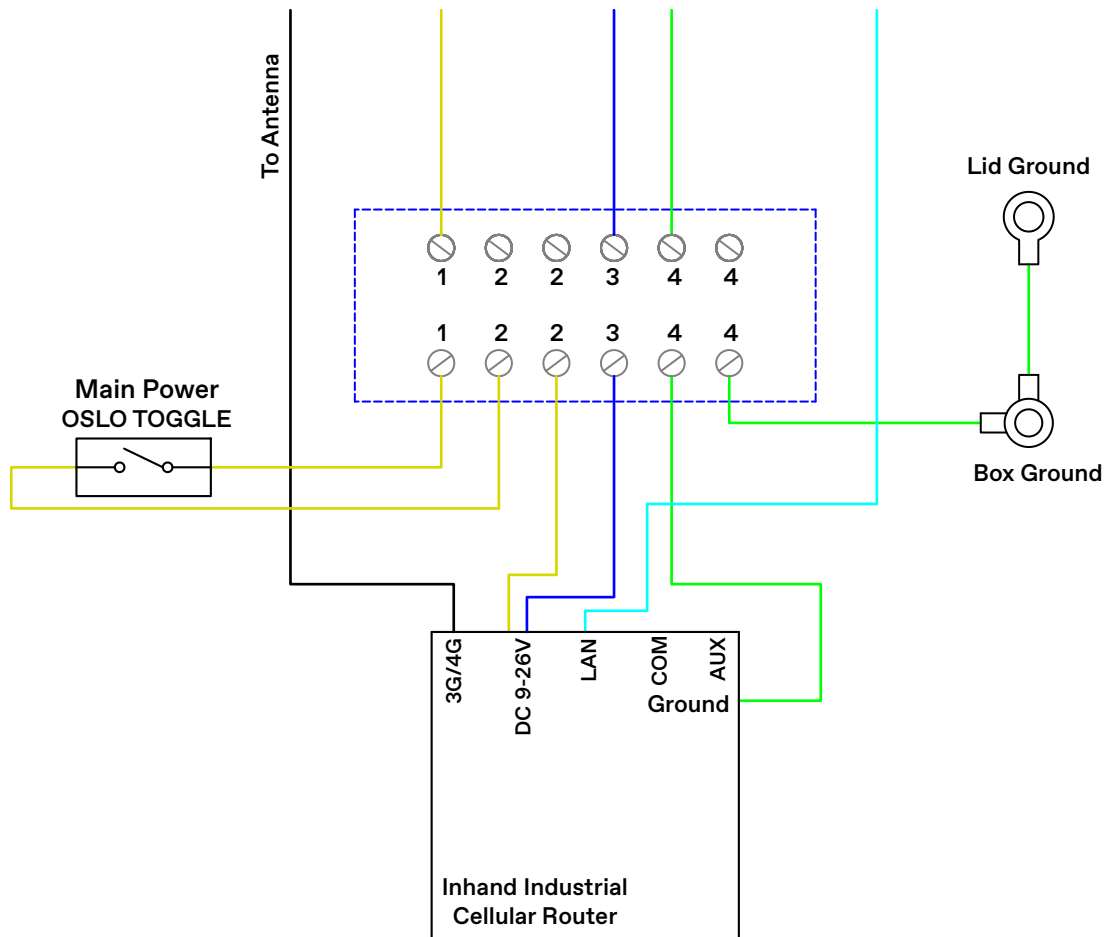 To Antenna
Lid Ground
1 2 2 3 4 4
1 2 2 3 4 4
Main Power
OSLO TOGGLE
Box Ground
3G/4G
DC 9-26V
LAN
COM
AUX
Ground
Inhand Industrial
Cellular Router